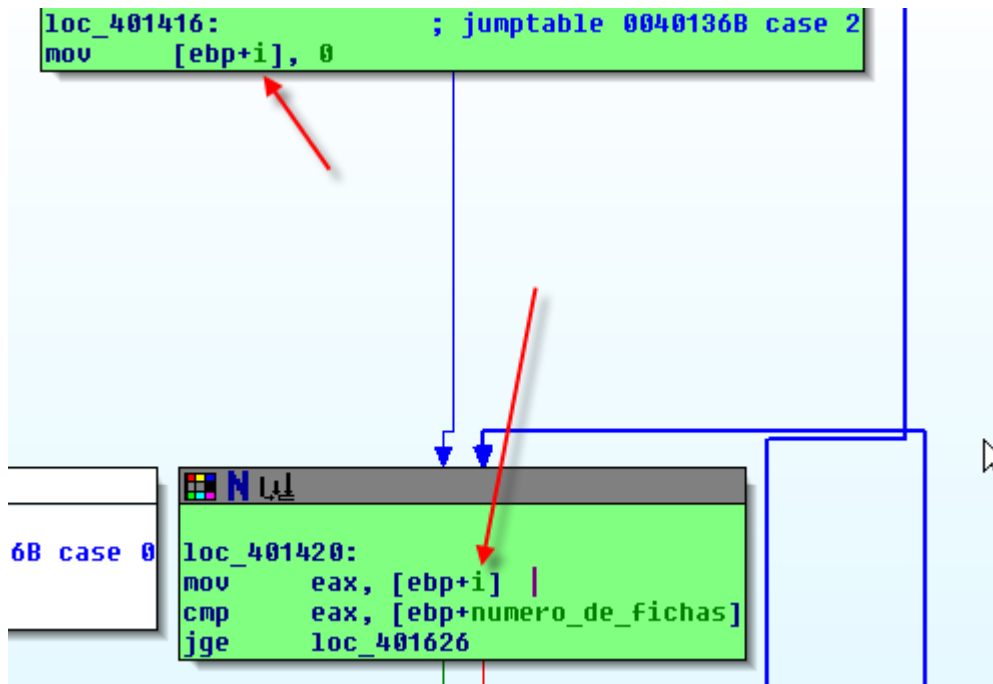 loc_401416: ; jumptable 0040136B case 2
mov [ebp+i], 0
6B case 0
loc_401420:
mov eax, [ebp+i]
cmp eax, [ebp+numero_de_fichas]
jge loc_401626